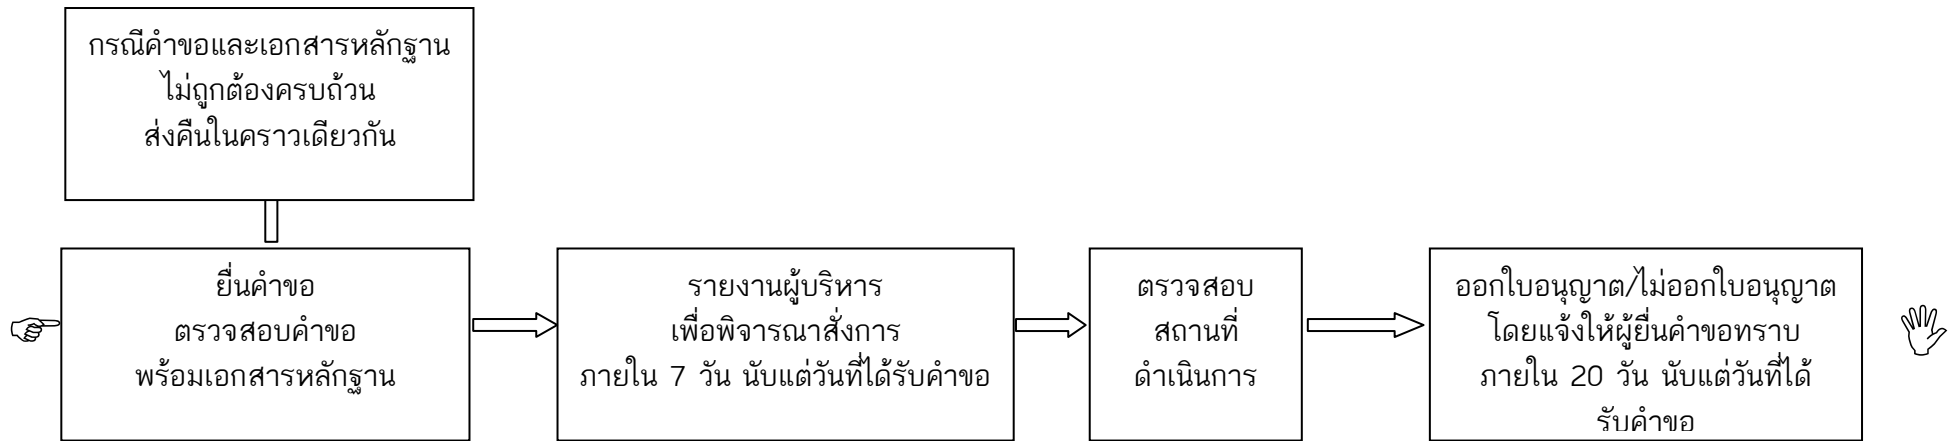 กรณีคำขอและเอกสารหลักฐาน
ไม่ถูกต้องครบถ้วน
ส่งคืนในคราวเดียวกัน
ยื่นคำขอ
ตรวจสอบคำขอ
พร้อมเอกสารหลักฐาน
รายงานผู้บริหาร
เพื่อพิจารณาสั่งการ
ภายใน 7 วัน นับแต่วันที่ได้รับคำขอ
ตรวจสอบ
สถานที่
ดำเนินการ
ออกใบอนุญาต/ไม่ออกใบอนุญาต
โดยแจ้งให้ผู้ยื่นคำขอทราบ
ภายใน 20 วัน นับแต่วันที่ได้
รับคำขอ